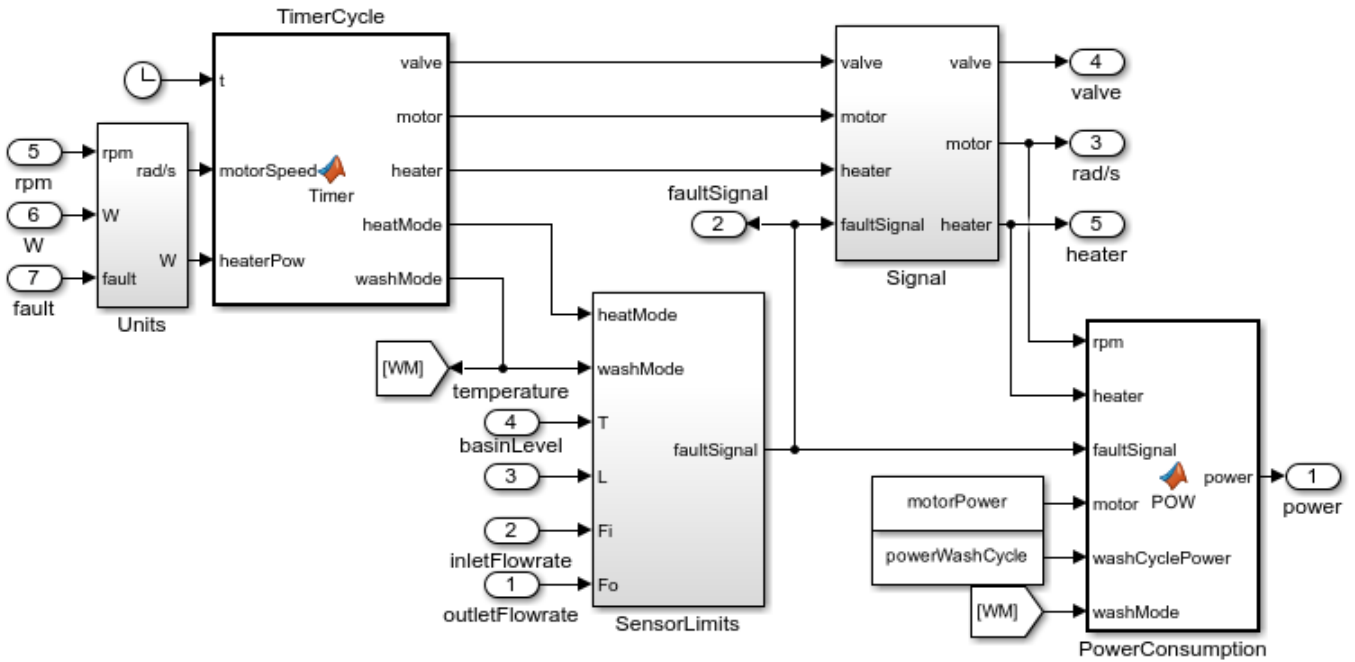 TimerCycle
t
motorSpeed
heaterPow
Timer
valve
motor
heater
heatMode
washMode
5
rpm
6
W
7
fault
rpm
W
fault
rad/s
W
Units
valve
motor
heater
faultSignal
valve
motor
heater
Signal
4
valve
3
rad/s
5
heater
faultSignal
2
[WM]
temperature
4
basinLevel
3
2
inletFlowrate
1
outletFlowrate
heatMode
washMode
T
L
Fi
Fo
faultSignal
SensorLimits
motorPower
powerWashCycle
[WM]
rpm
heater
faultSignal
motor
washCyclePower
washMode
POW
power
PowerConsumption
1
power